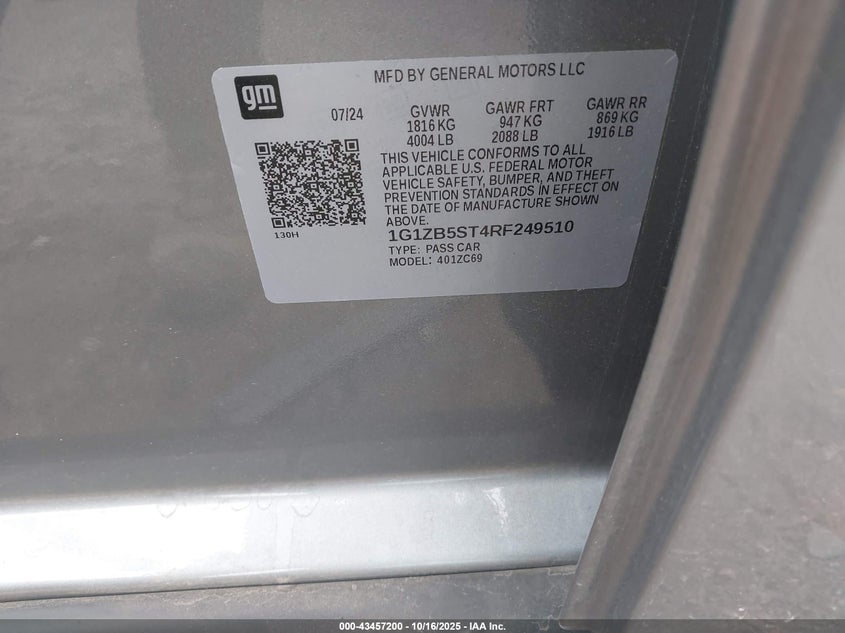 MFD BY GENERAL MOTORS LLC
gm
07/24
GVWR GAWR FRT GAWR RR
1816 KG 947 KG 869 KG
4004 LB 2088 LB 1916 LB
THIS VEHICLE CONFORMS TO ALL
APPLICABLE U.S. FEDERAL MOTOR
VEHICLE SAFETY, BUMPER, AND THEFT
PREVENTION STANDARDS IN EFFECT ON
THE DATE OF MANUFACTURE SHOWN
ABOVE.
130H
1G1ZB5ST4RF249510
TYPE: PASS CAR
MODEL: 401ZC69
000-43457200 - 10/16/2025 - IAA Inc.